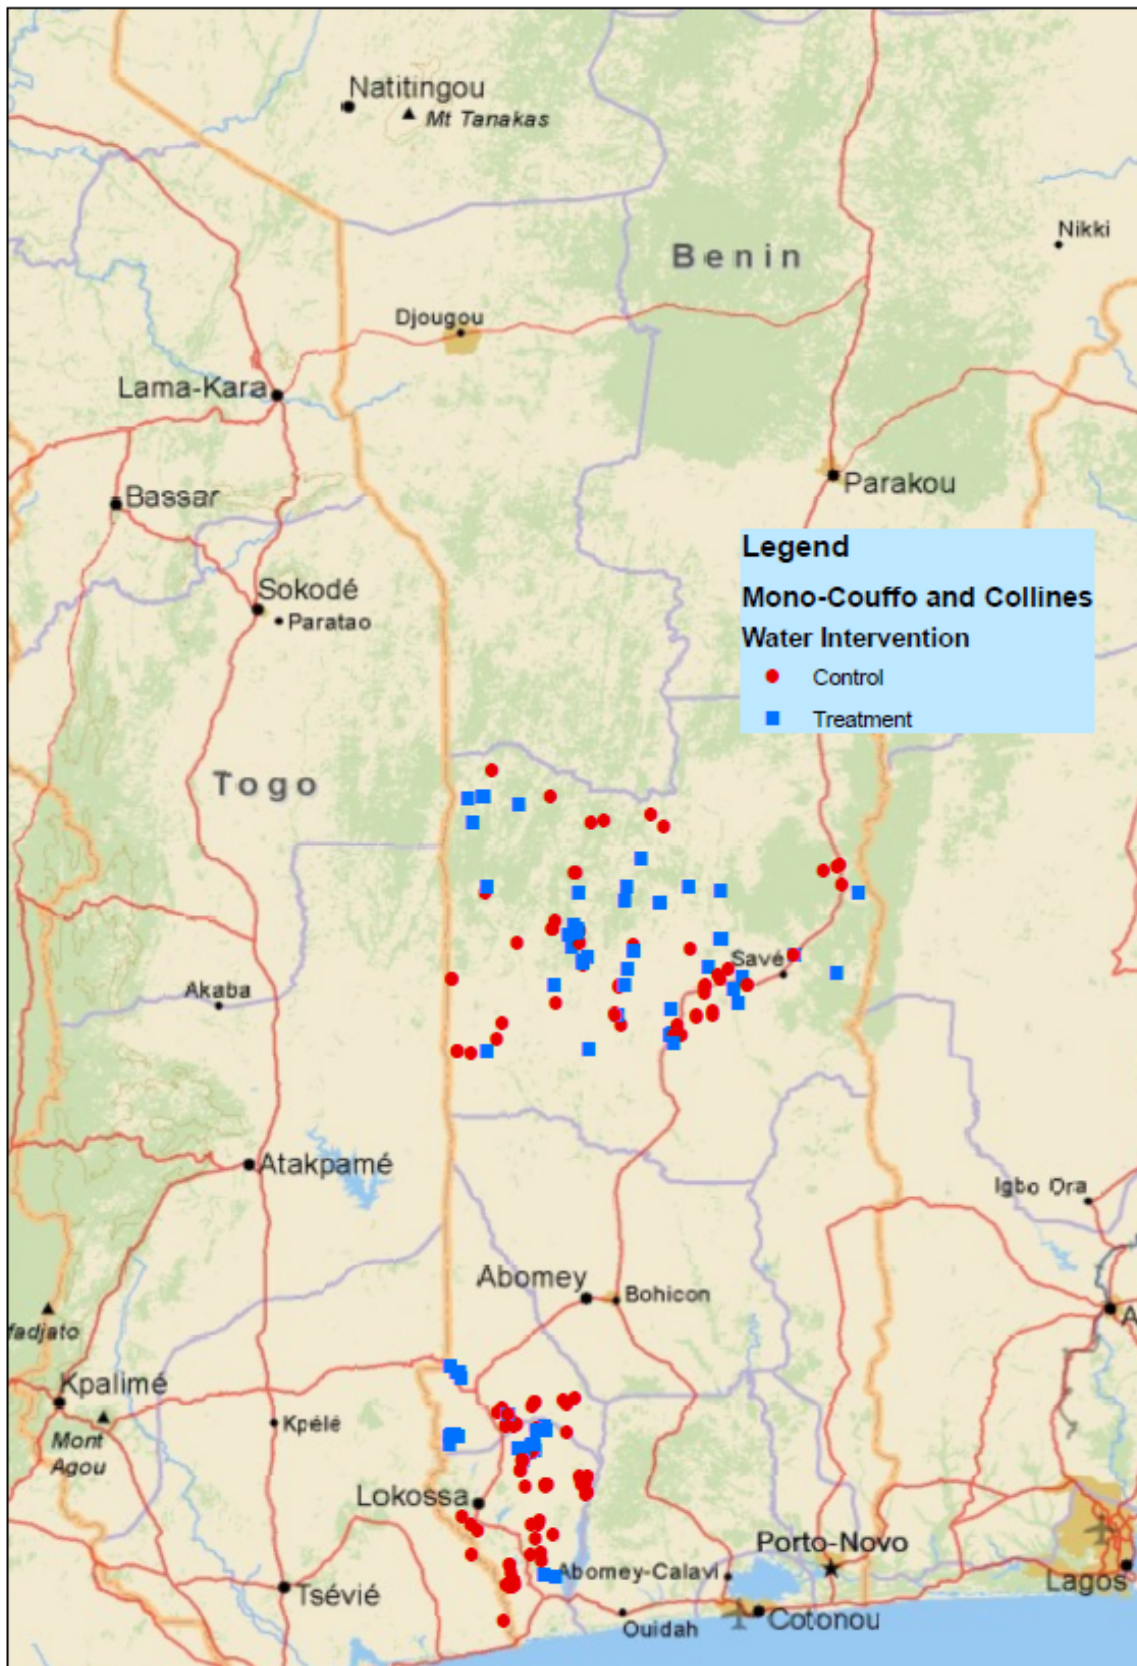 Natitingou
Mt Tanakas
Nikki
Benin
Djougou
Lama-Kara
Parakou
Bassar
Legend
Mono-Couffo and Collines
Water Intervention
Control
Treatment
Sokodé
Paratao
Togo
Savé
Akaba
Atakpamé
Igbo Ora
Abomey
Bohicon
A
fadjato
Kpalimé
Kpélé
Mont
Agou
Lokossa
Porto-Novo
Abomey-Calavi
Lagos
Tsévié
Cotonou
Ouidah